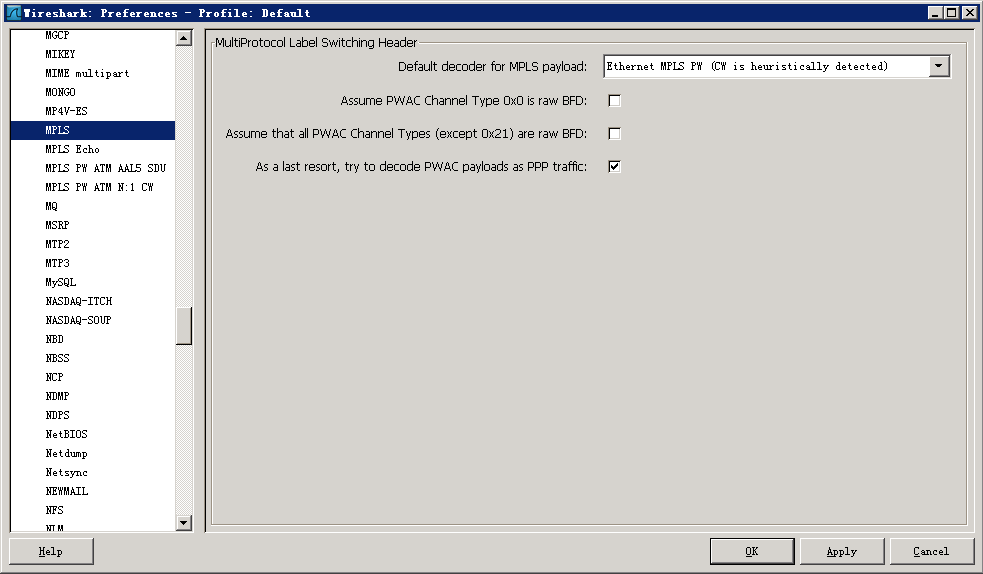 Wireshark: Preferences - Profile: Default
MGCP
MIKEY
MIME multipart
MONGO
MP4V-ES
MPLS
MPLS Echo
MPLS PW ATM AAL5 SDU
MPLS PW ATM N:1 CW
MQ
MSRP
MTP2
MTP3
MySQL
NASDAQ-ITCH
NASDAQ-SOUP
NBD
NBSS
NCP
NDMP
NDPS
NetBIOS
Netdump
Netsync
NEWMAIL
NFS
NLM
MultiProtocol Label Switching Header
Default decoder for MPLS payload: Ethernet MPLS PW (CW is heuristically detected)
Assume PWAC Channel Type 0x0 is raw BFD:
Assume that all PWAC Channel Types (except 0x21) are raw BFD:
As a last resort, try to decode PWAC payloads as PPP traffic:
Help OK Apply Cancel